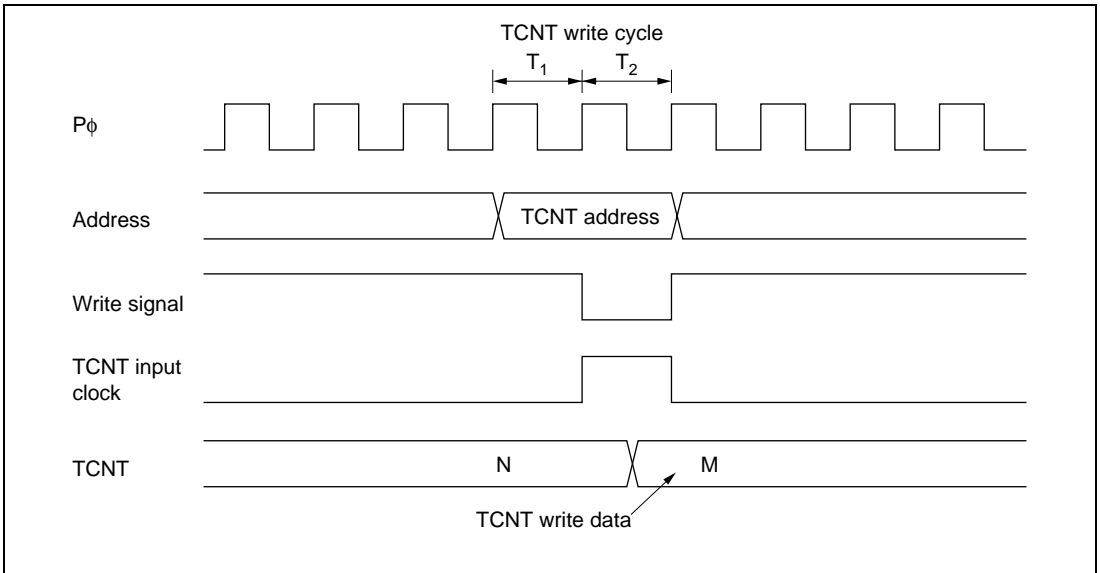 TCNT write cycle
T1 T2
Pϕ
Address
TCNT address
Write signal
TCNT input
clock
TCNT
N
M
TCNT write data